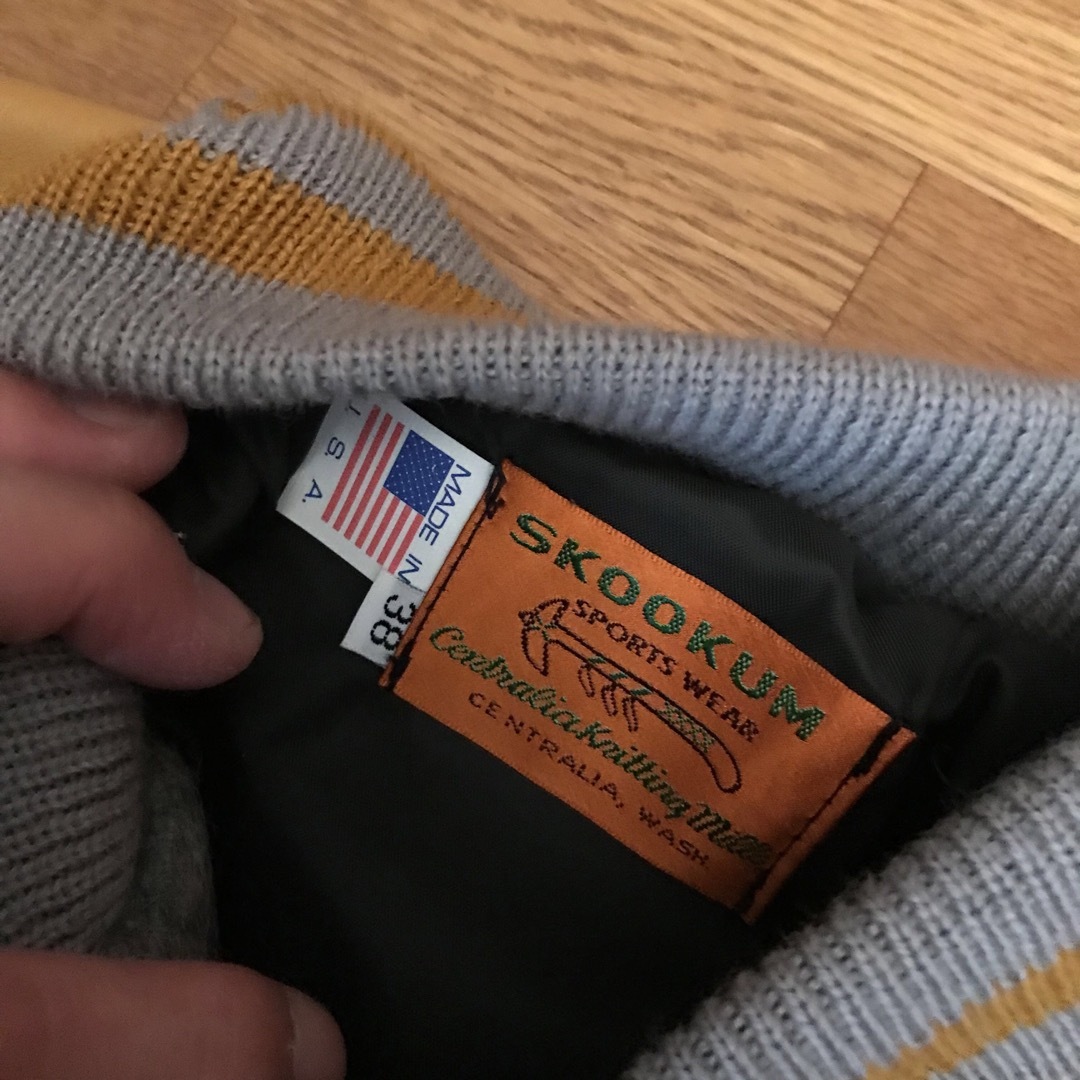 MADE IN
U. S. A.
38
SKOOKUM
SPORTS WEAR
Centralia Knitting Mills
CENTRALIA, WASH.